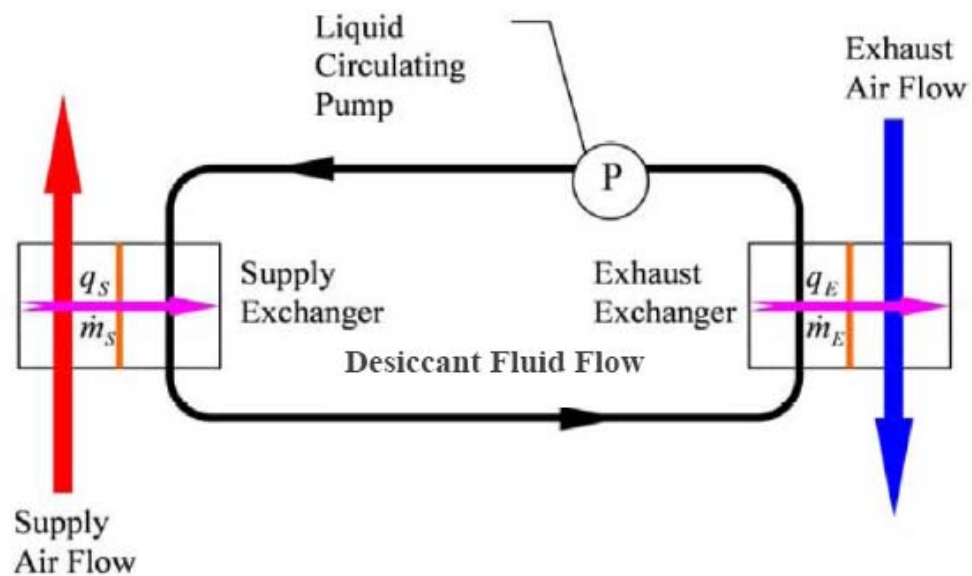 Liquid
Circulating
Pump
Exhaust
Air Flow
P
q_S
ṁ_S
Supply
Exchanger
Exhaust
Exchanger
q_E
ṁ_E
Desiccant Fluid Flow
Supply
Air Flow